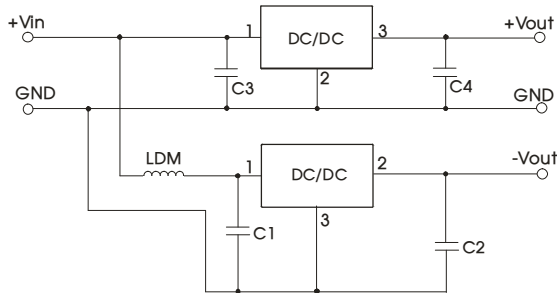 +Vin
1
DC/DC
3
+Vout
C3
2
C4
GND
GND
LDM
1
DC/DC
2
-Vout
C1
3
C2